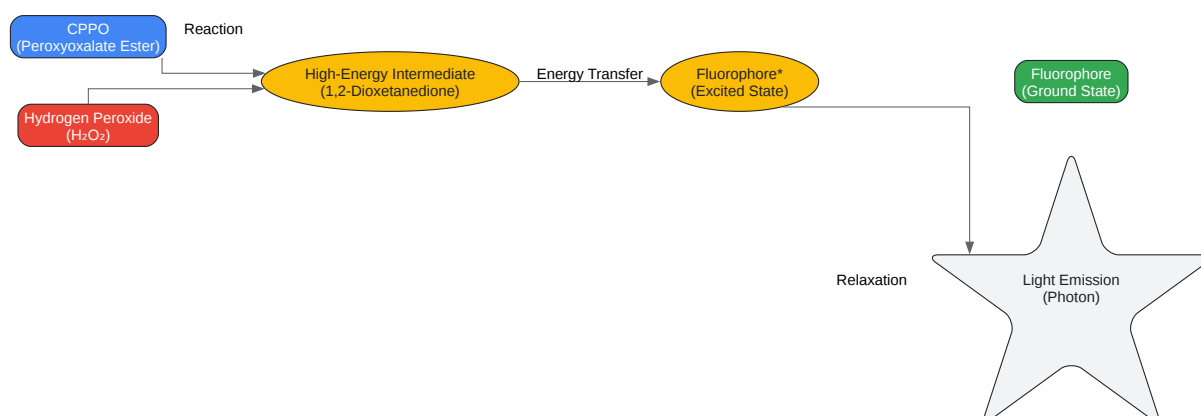 CPPO
(Peroxyoxalate Ester)
Reaction
Hydrogen Peroxide
(H₂O₂)
High-Energy Intermediate
(1,2-Dioxetanedione)
Energy Transfer
Fluorophore*
(Excited State)
Fluorophore
(Ground State)
Relaxation
Light Emission
(Photon)